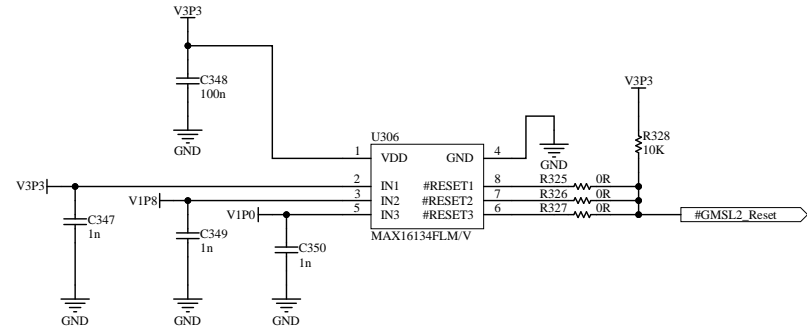 V3P3
C348
100n
GND
V3P3
R328
10K
U306
1 VDD GND 4
GND
V3P3 2 IN1 #RESET1 8 R325 0R
V1P8 3 IN2 #RESET2 7 R326 0R
V1P0 5 IN3 #RESET3 6 R327 0R
#GMSL2_Reset
MAX16134FLM/V
C347
1n
C349
1n
C350
1n
GND
GND
GND